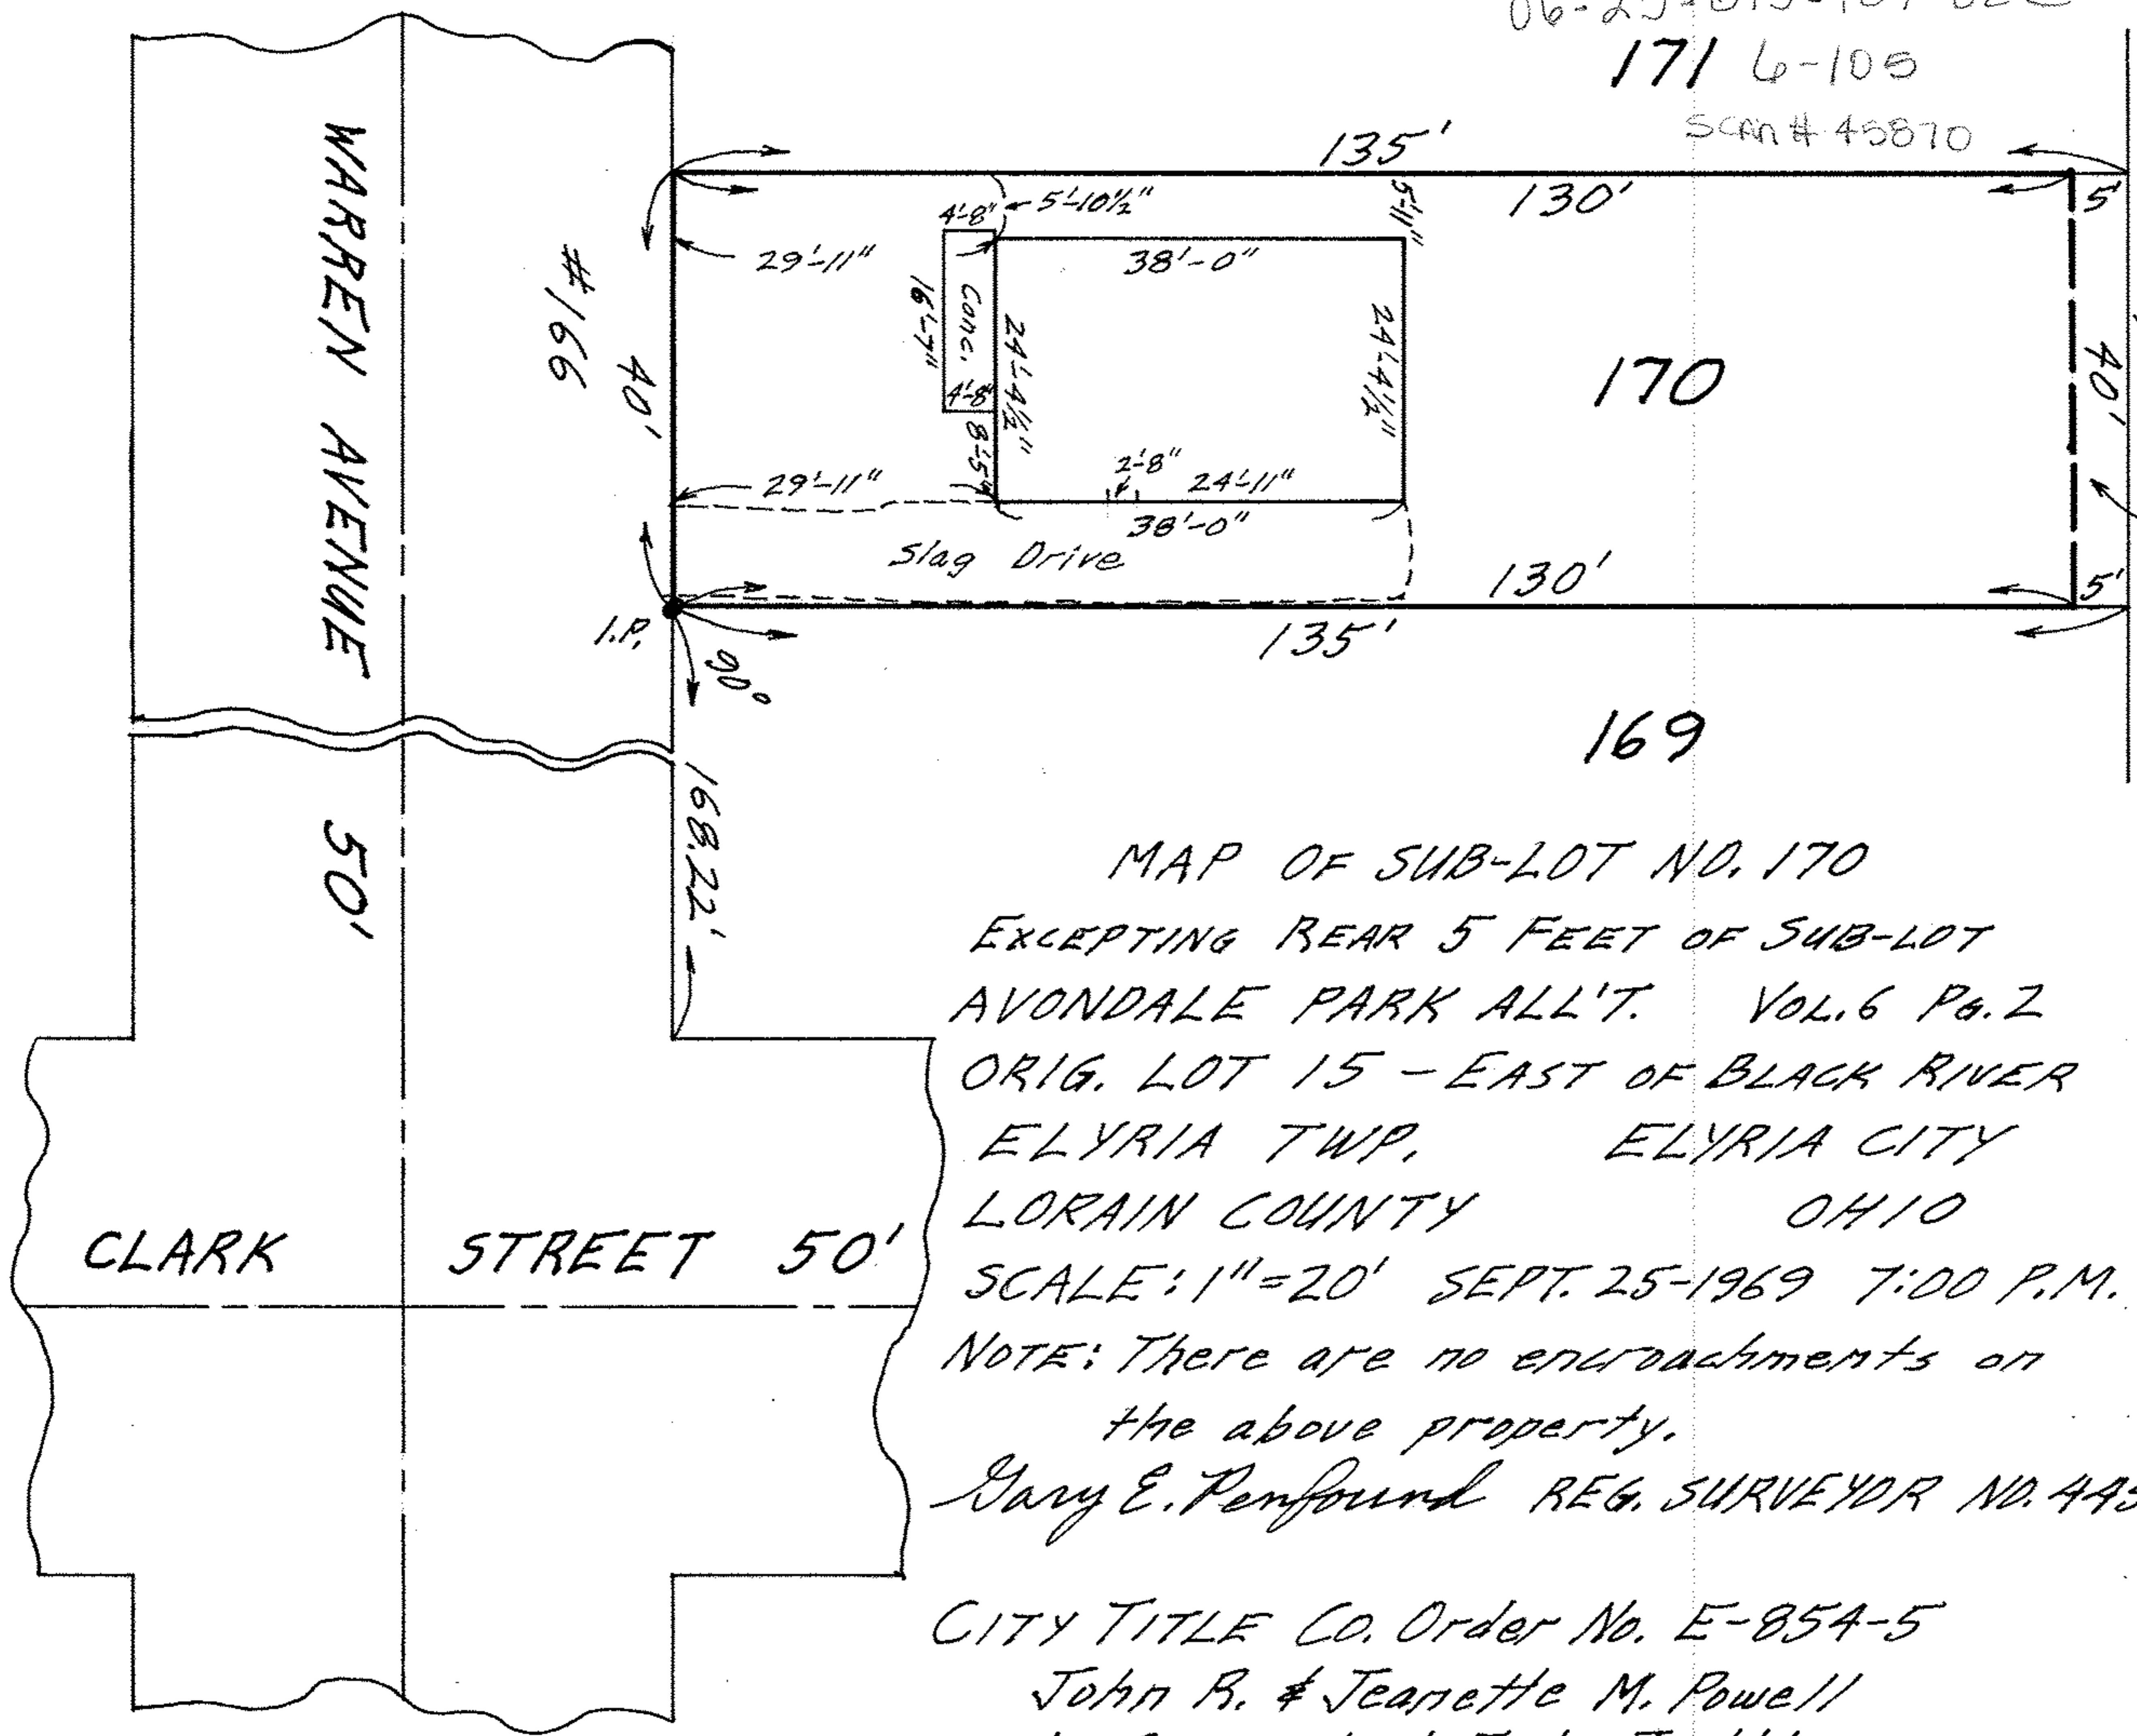 171 6-105
Scan # 45870
135'
130'
5'
4'-8"
5'-10½"
5'-11"
29'-11"
38'-0"
WARREN AVENUE 50'
#166
40'
16'-7"
Conc.
24'-4½"
24'-4½"
170
40'
4'-8"
8'-5"
29'-11"
2'-8"
24'-11"
38'-0"
Slag Drive
130'
5'
I.P.
135'
90°
169
168.22'
MAP OF SUB-LOT NO. 170
EXCEPTING REAR 5 FEET OF SUB-LOT
AVONDALE PARK ALL'T. VOL. 6 PG. 2
ORIG. LOT 15 - EAST OF BLACK RIVER
ELYRIA TWP. ELYRIA CITY
LORAIN COUNTY OHIO
CLARK STREET 50'
SCALE: 1"=20' SEPT. 25-1969 7:00 P.M.
NOTE: There are no encroachments on
the above property.
Gary E. Penfound REG. SURVEYOR NO.
CITY TITLE CO. Order No. E-854-5
John R. & Jeanette M. Powell